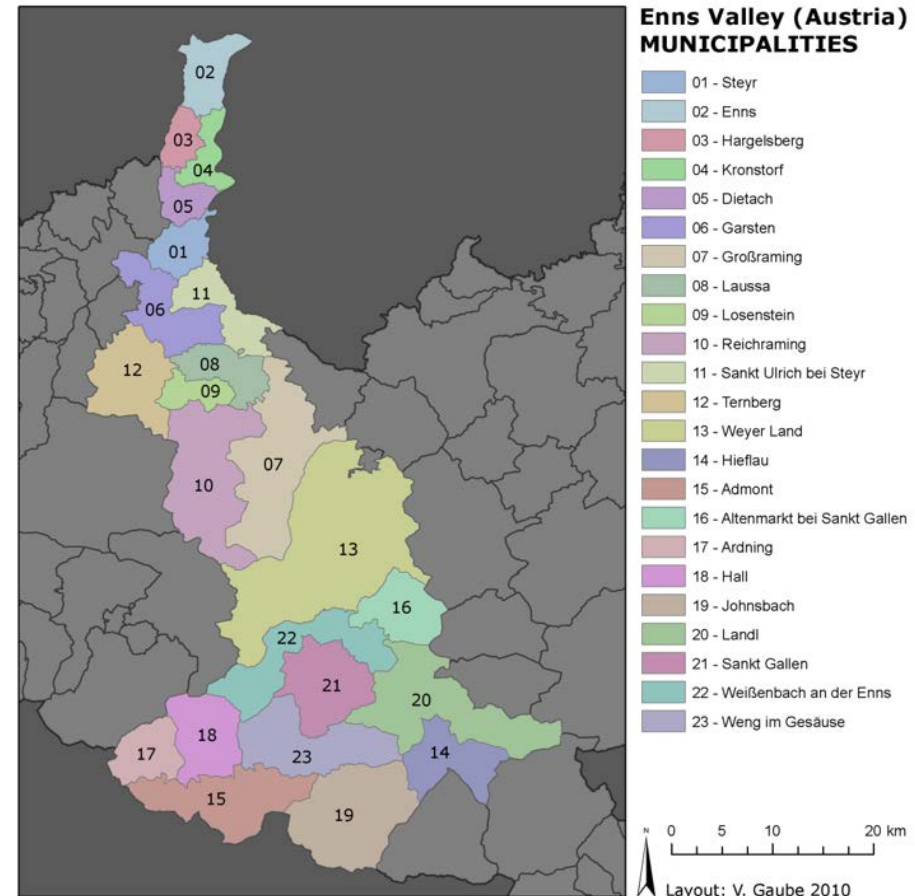 Enns Valley (Austria)
MUNICIPALITIES
01 - Steyr
02 - Enns
03 - Hargelsberg
04 - Kronstorf
05 - Dietach
06 - Garsten
07 - Großraming
08 - Laussa
09 - Losenstein
10 - Reichraming
11 - Sankt Ulrich bei Steyr
12 - Ternberg
13 - Weyer Land
14 - Hieflau
15 - Admont
16 - Altenmarkt bei Sankt Gallen
17 - Ardning
18 - Hall
19 - Johnsbach
20 - Landl
21 - Sankt Gallen
22 - Weißenbach an der Enns
23 - Weng im Gesäuse
02
03
04
05
01
11
06
08
12
09
07
10
13
16
22
21
20
18
17
23
14
15
19
N
0 5 10 20 km
Layout: V. Gaube 2010